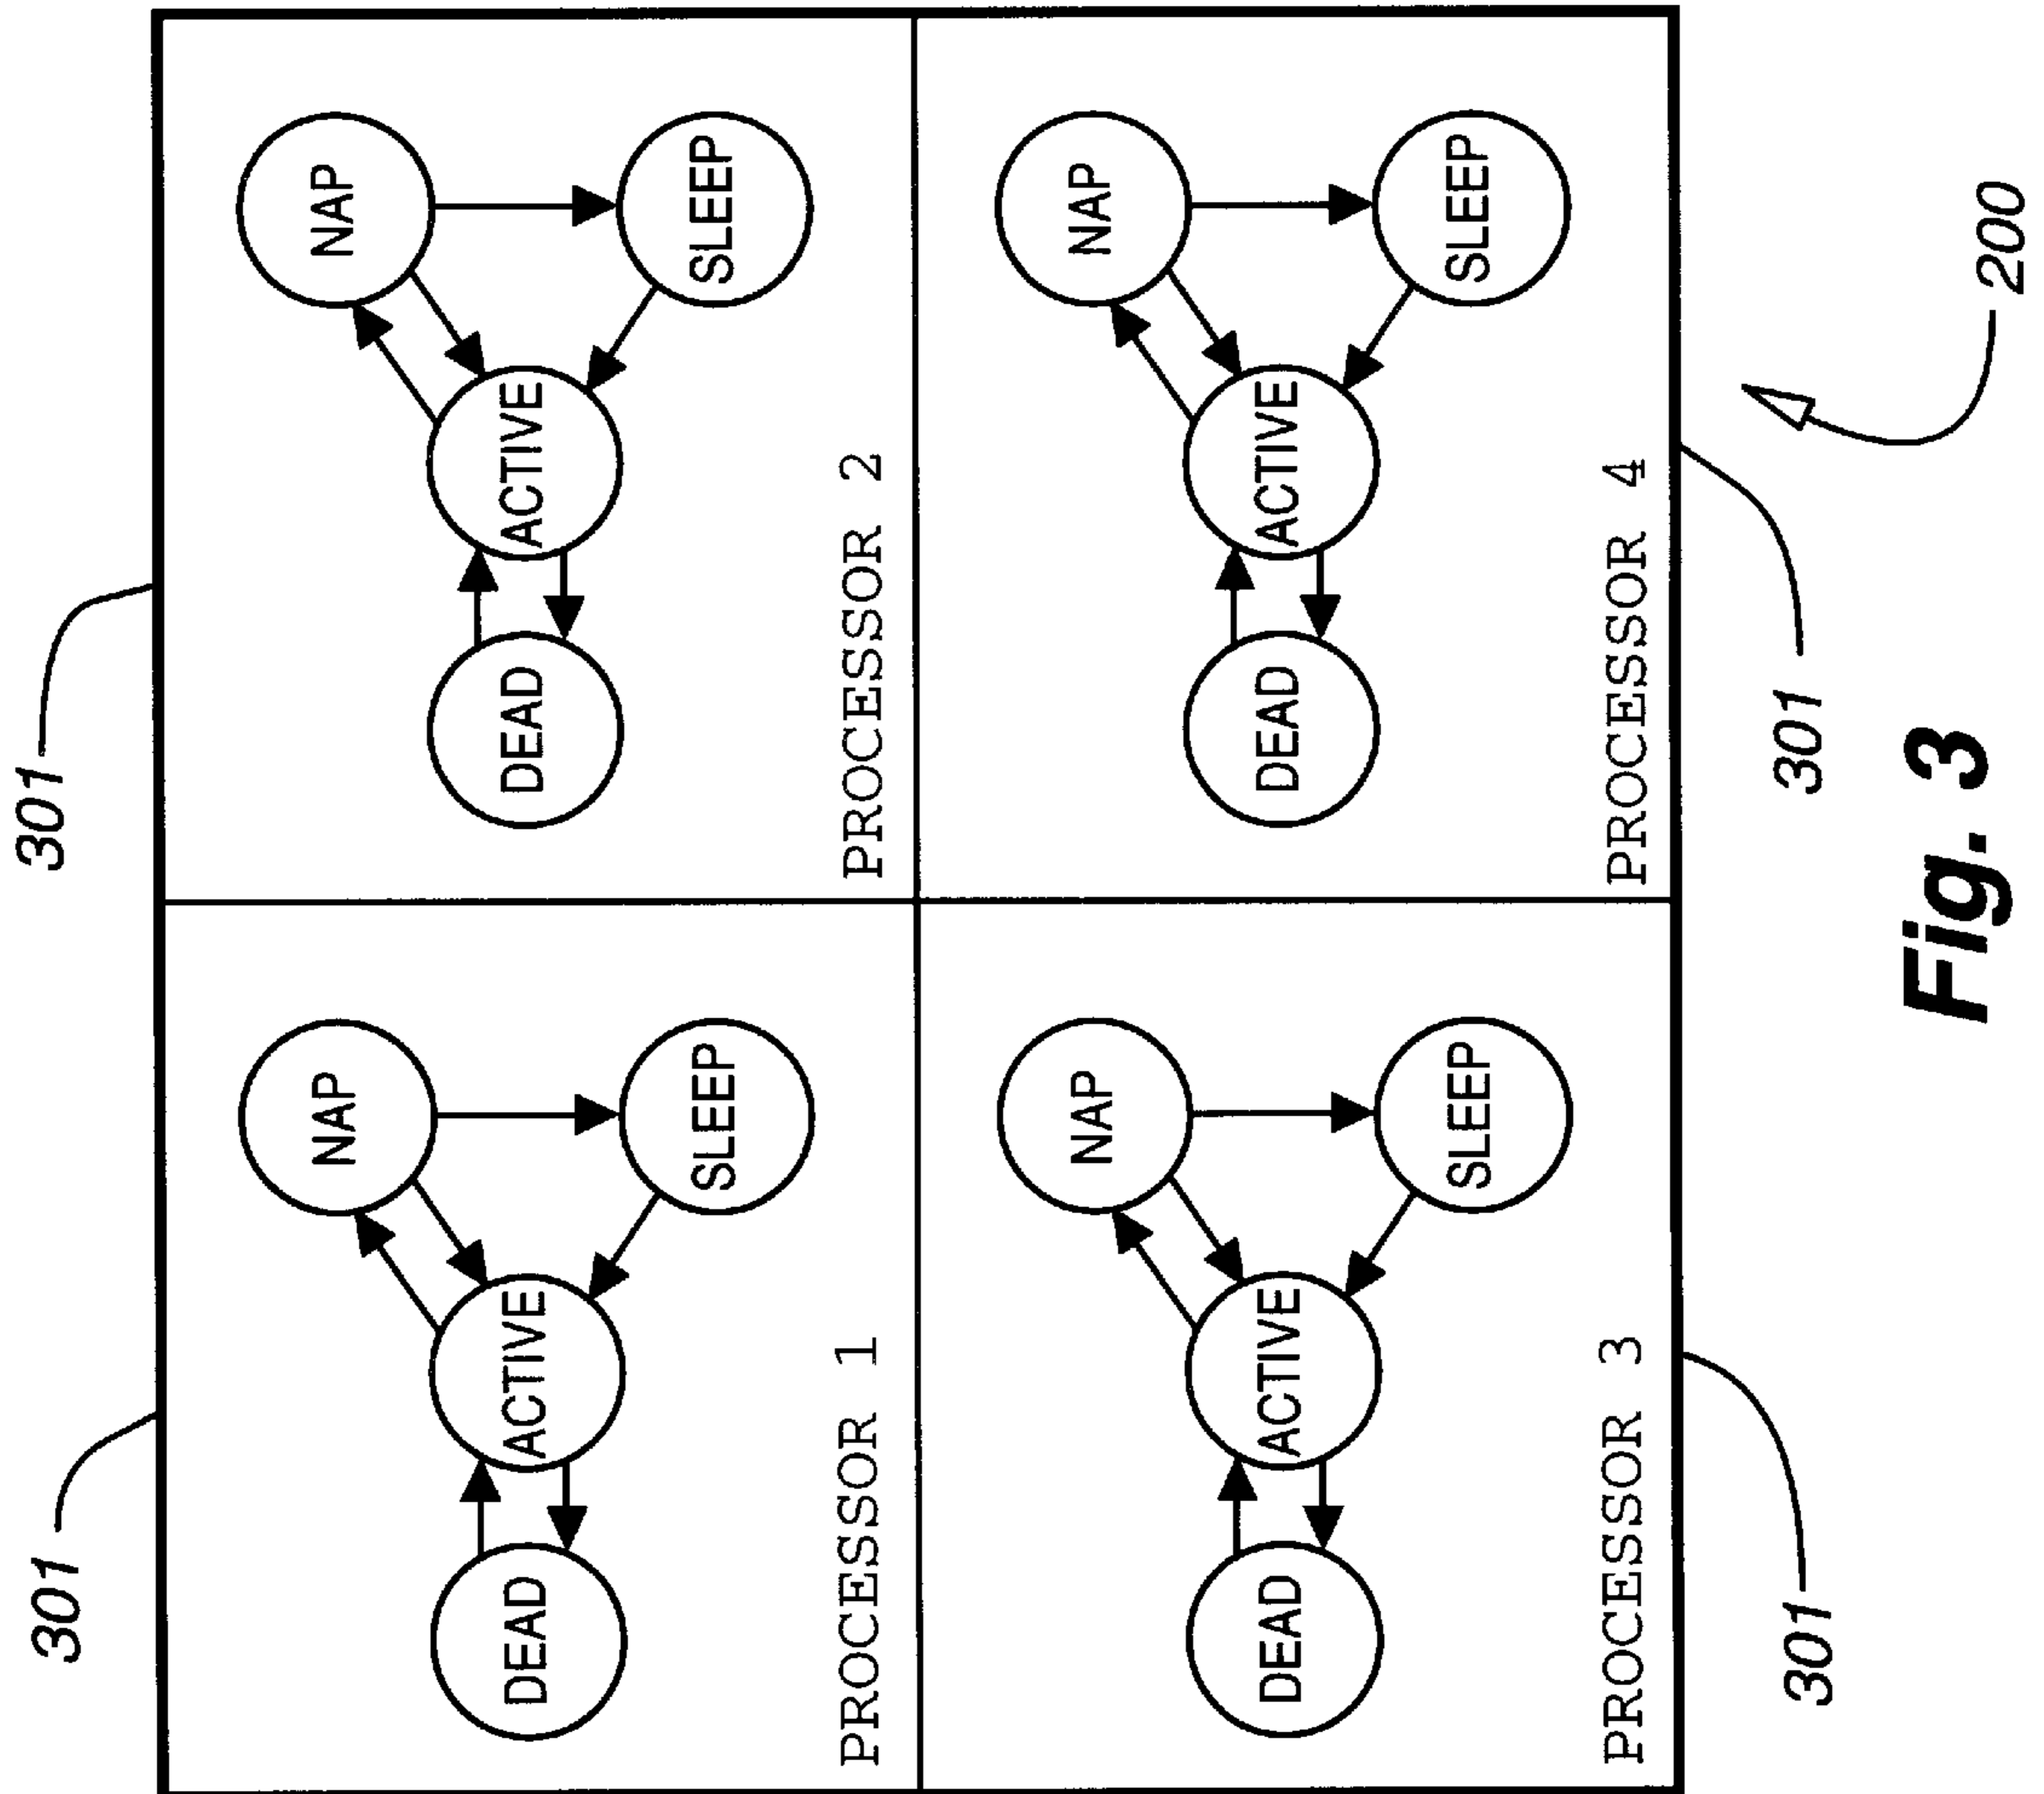 301
301
NAP
NAP
DEAD
ACTIVE
DEAD
ACTIVE
SLEEP
SLEEP
PROCESSOR 1
PROCESSOR 2
NAP
NAP
DEAD
ACTIVE
DEAD
ACTIVE
SLEEP
SLEEP
PROCESSOR 3
PROCESSOR 4
301
301
200
Fig. 3